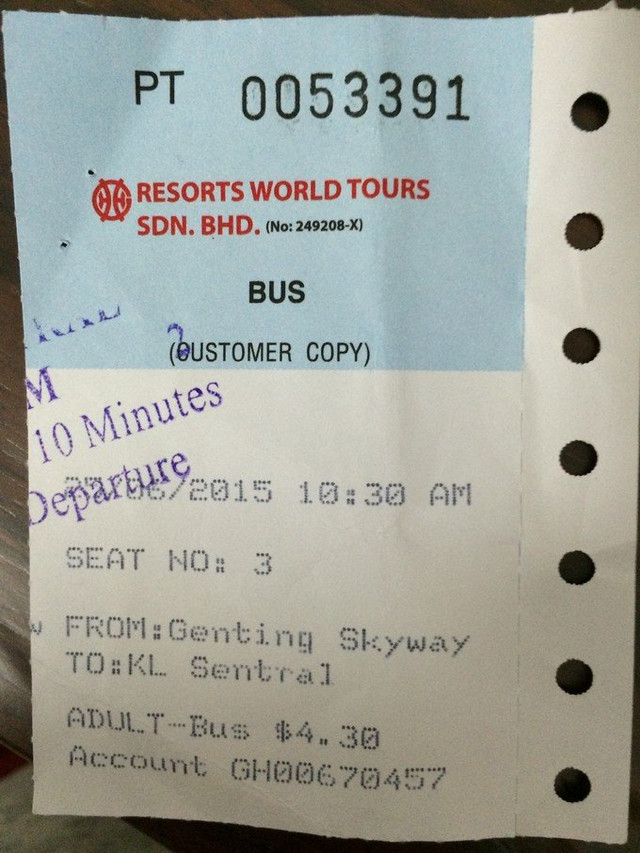 PT 0053391
RESORTS WORLD TOURS
SDN. BHD. (No: 249208-X)
BUS
(CUSTOMER COPY)
M
10 Minutes
Departure
/2015 10:30 AM
SEAT NO: 3
w FROM:Genting Skyway
TO:KL Sentral
ADULT-Bus $4.30
Account GH00670457